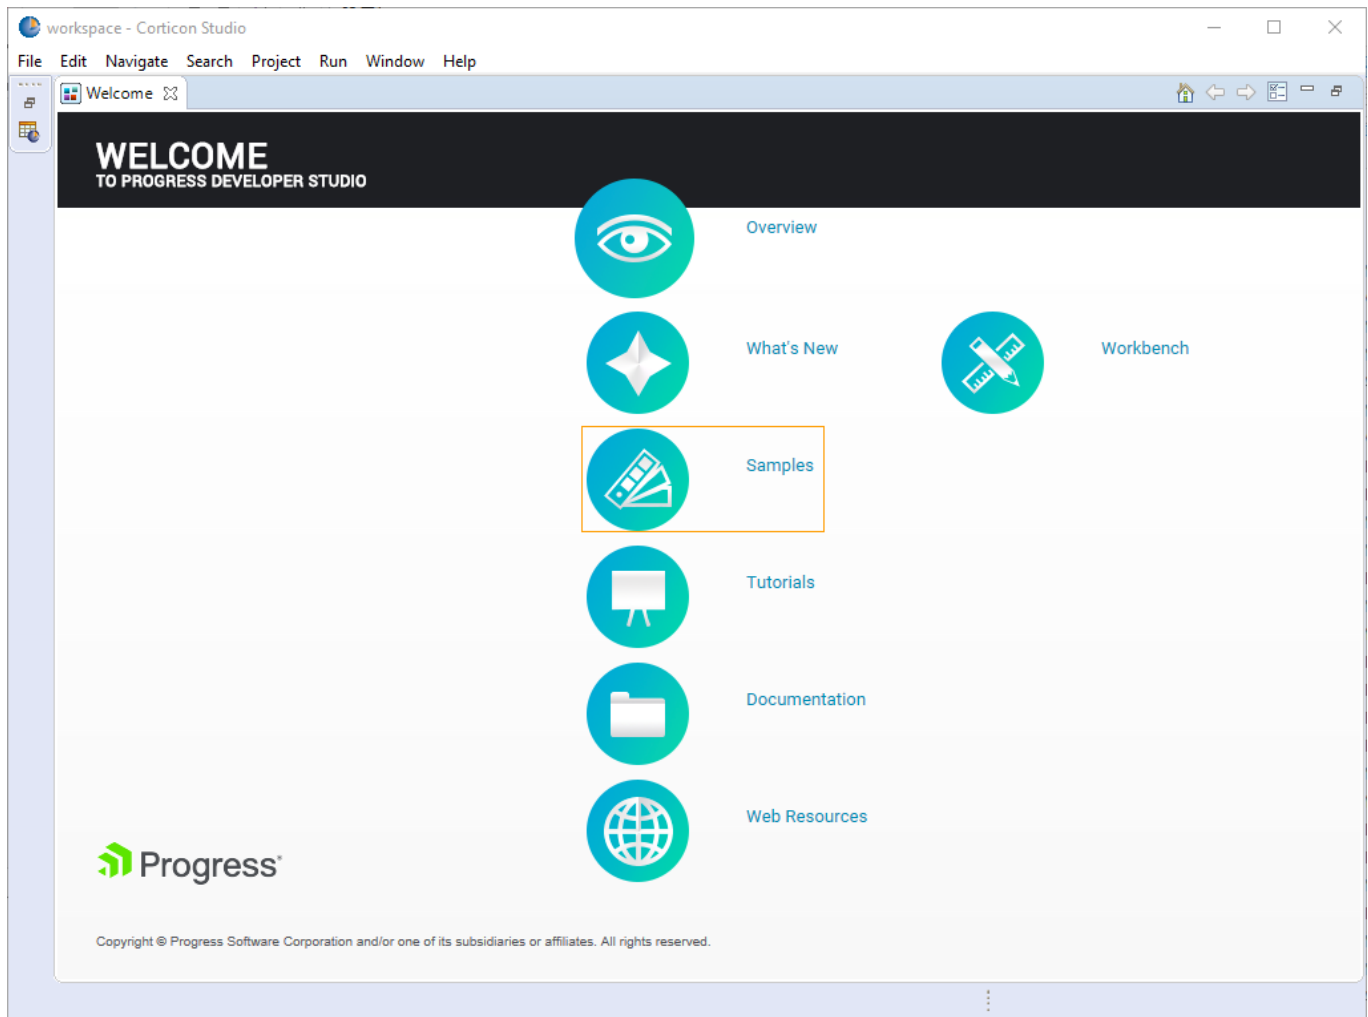 workspace - Corticon Studio
File Edit Navigate Search Project Run Window Help
Welcome
WELCOME
TO PROGRESS DEVELOPER STUDIO
Overview
What's New
Workbench
Samples
Tutorials
Documentation
Web Resources
Progress®
Copyright © Progress Software Corporation and/or one of its subsidiaries or affiliates. All rights reserved.